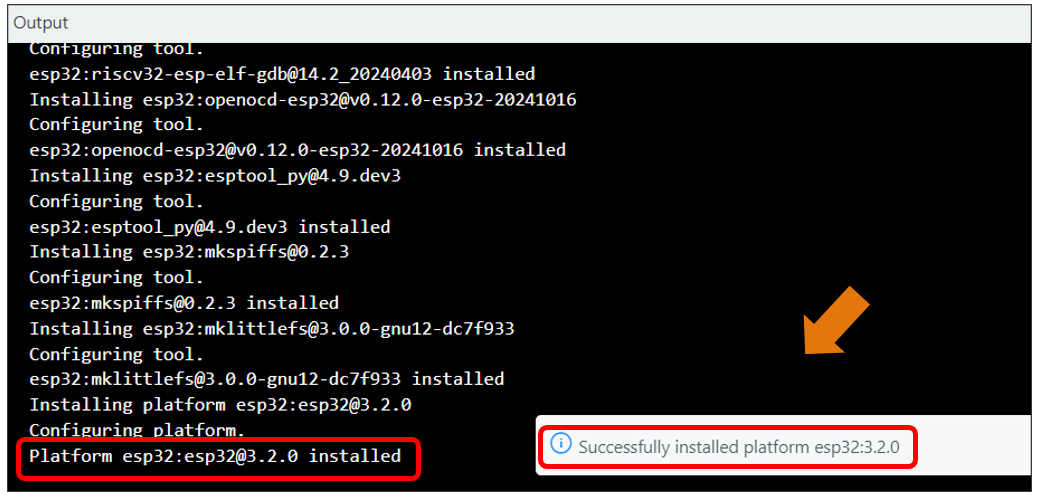 Output
Configuring tool.
esp32:riscv32-esp-elf-gdb@14.2_20240403 installed
Installing esp32:openocd-esp32@v0.12.0-esp32-20241016
Configuring tool.
esp32:openocd-esp32@v0.12.0-esp32-20241016 installed
Installing esp32:esptool_py@4.9.dev3
Configuring tool.
esp32:esptool_py@4.9.dev3 installed
Installing esp32:mkspiffs@0.2.3
Configuring tool.
esp32:mkspiffs@0.2.3 installed
Installing esp32:mklittlefs@3.0.0-gnu12-dc7f933
Configuring tool.
esp32:mklittlefs@3.0.0-gnu12-dc7f933 installed
Installing platform esp32:esp32@3.2.0
Configuring platform.
Platform esp32:esp32@3.2.0 installed
Successfully installed platform esp32:3.2.0